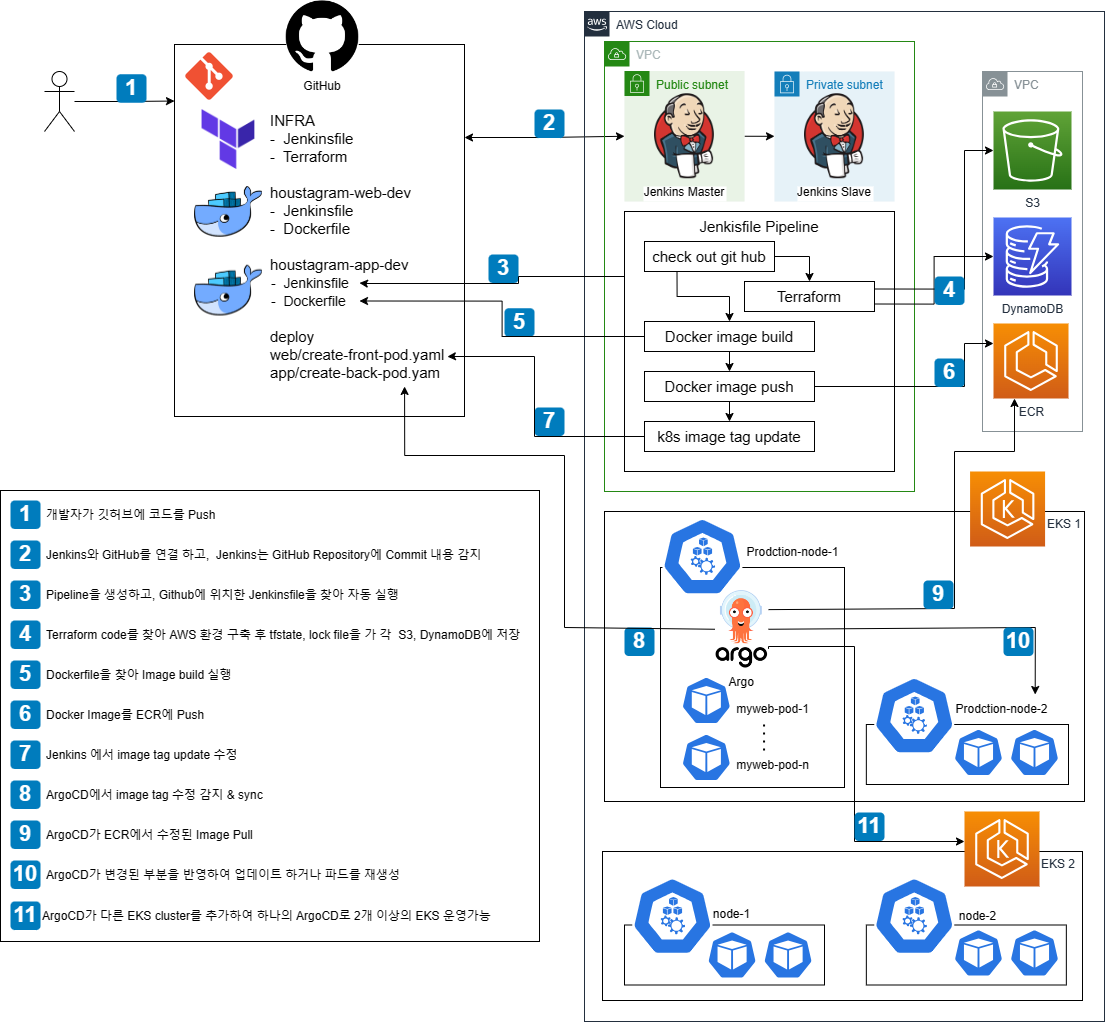 1
GitHub
INFRA
- Jenkinsfile
- Terraform
houstagram-web-dev
- Jenkinsfile
- Dockerfile
houstagram-app-dev
- Jenkinsfile
- Dockerfile
deploy
web/create-front-pod.yaml
app/create-back-pod.yam
2
3
5
7
aws
AWS Cloud
VPC
Public subnet
Jenkins Master
Private subnet
Jenkins Slave
Jenkisfile Pipeline
check out git hub
Terraform
Docker image build
Docker image push
k8s image tag update
4
6
VPC
S3
DynamoDB
ECR
K
EKS 1
Prodction-node-1
argo
Argo
myweb-pod-1
myweb-pod-n
8
9
10
Prodction-node-2
11
K
EKS 2
node-1
node-2
1 개발자가 깃허브에 코드를 Push
2 Jenkins와 GitHub를 연결 하고, Jenkins는 GitHub Repository에 Commit 내용 감지
3 Pipeline을 생성하고, Github에 위치한 Jenkinsfile을 찾아 자동 실행
4 Terraform code를 찾아 AWS 환경 구축 후 tfstate, lock file을 가 각 S3, DynamoDB에 저장
5 Dockerfile을 찾아 Image build 실행
6 Docker Image를 ECR에 Push
7 Jenkins 에서 image tag update 수정
8 ArgoCD에서 image tag 수정 감지 & sync
9 ArgoCD가 ECR에서 수정된 Image Pull
10 ArgoCD가 변경된 부분을 반영하여 업데이트 하거나 파드를 재생성
11 ArgoCD가 다른 EKS cluster를 추가하여 하나의 ArgoCD로 2개 이상의 EKS 운영가능